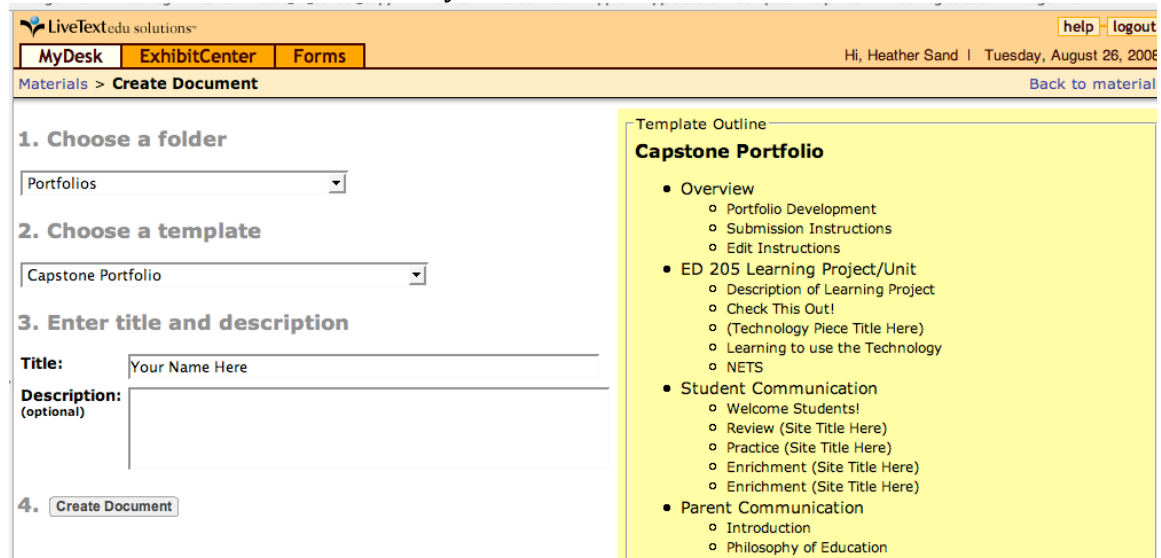 LiveText edu solutions℠
help logout
MyDesk ExhibitCenter Forms
Hi, Heather Sand | Tuesday, August 26, 2008
Materials > Create Document
Back to material
1. Choose a folder
Portfolios
2. Choose a template
Capstone Portfolio
3. Enter title and description
Title: Your Name Here
Description:
(optional)
4. Create Document
Template Outline
Capstone Portfolio
Overview
Portfolio Development
Submission Instructions
Edit Instructions
ED 205 Learning Project/Unit
Description of Learning Project
Check This Out!
(Technology Piece Title Here)
Learning to use the Technology
NETS
Student Communication
Welcome Students!
Review (Site Title Here)
Practice (Site Title Here)
Enrichment (Site Title Here)
Enrichment (Site Title Here)
Parent Communication
Introduction
Philosophy of Education